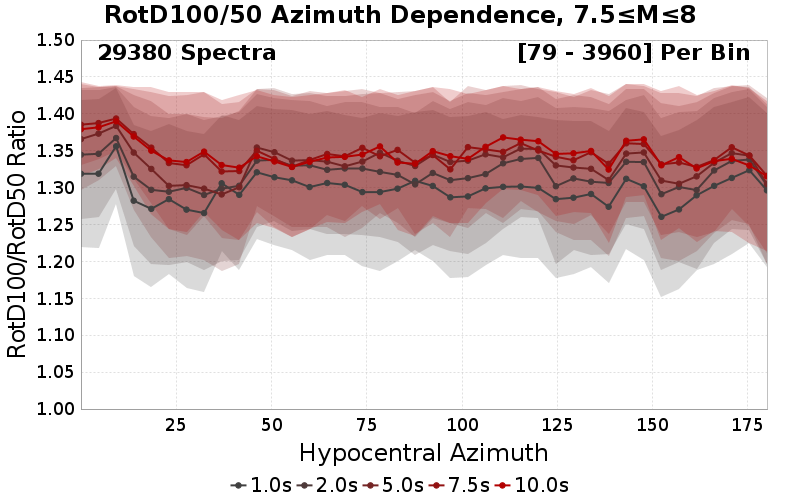 RotD100/50 Azimuth Dependence, 7.5≤M≤8
29380 Spectra
[79 - 3960] Per Bin
RotD100/RotD50 Ratio
1.50
1.45
1.40
1.35
1.30
1.25
1.20
1.15
1.10
1.05
1.00
25 50 75 100 125 150 175
Hypocentral Azimuth
1.0s 2.0s 5.0s 7.5s 10.0s